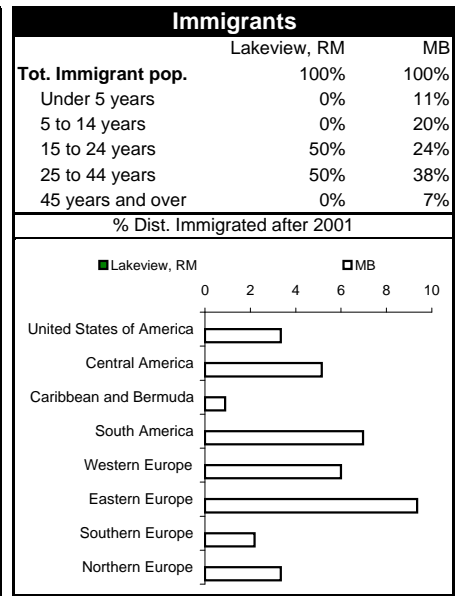 Immigrants
Lakeview, RM MB
Tot. Immigrant pop. 100% 100%
Under 5 years 0% 11%
5 to 14 years 0% 20%
15 to 24 years 50% 24%
25 to 44 years 50% 38%
45 years and over 0% 7%
% Dist. Immigrated after 2001
Lakeview, RM MB
0 2 4 6 8 10
United States of America
Central America
Caribbean and Bermuda
South America
Western Europe
Eastern Europe
Southern Europe
Northern Europe